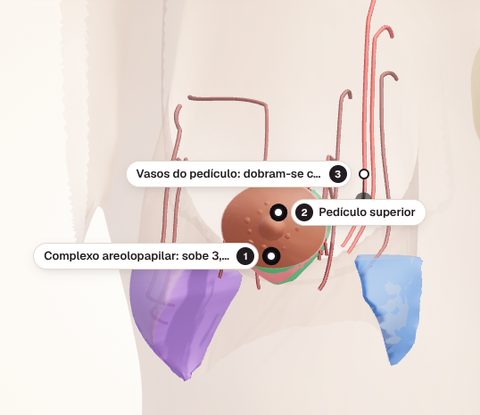 Vasos do pedículo: dobram-se c... 3
2 Pedículo superior
Complexo areolopapilar: sobe 3,... 1